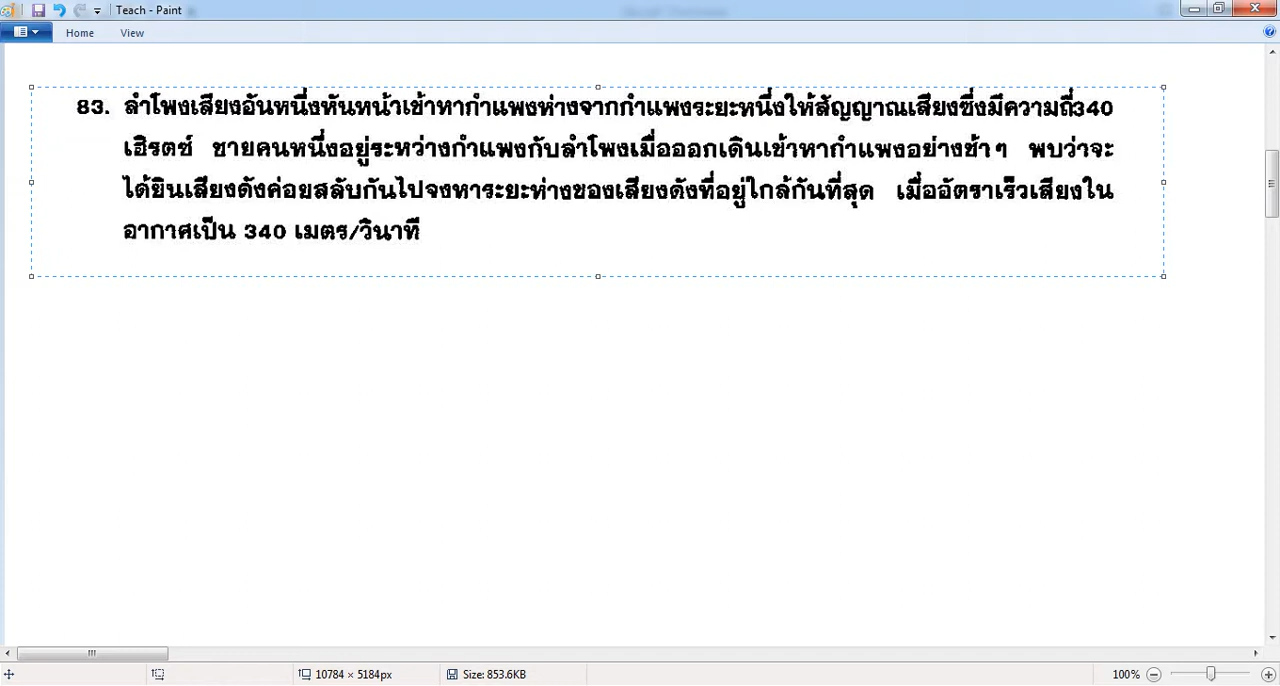 Teach - Paint
Home View
83. ลำโพงเสียงอันหนึ่งหันหน้าเข้าหากำแพงห่างจากกำแพงระยะหนึ่งให้สัญญาณเสียงซึ่งมีความถี่340
เฮิรตซ์ ชายคนหนึ่งอยู่ระหว่างกำแพงกับลำโพงเมื่อออกเดินเข้าหากำแพงอย่างช้าๆ พบว่าจะ
ได้ยินเสียงดังค่อยสลับกันไปจงหาระยะห่างของเสียงดังที่อยู่ใกล้กันที่สุด เมื่ออัตราเร็วเสียงใน
อากาศเป็น 340 เมตร/วินาที
10784 × 5184px Size: 853.6KB 100%